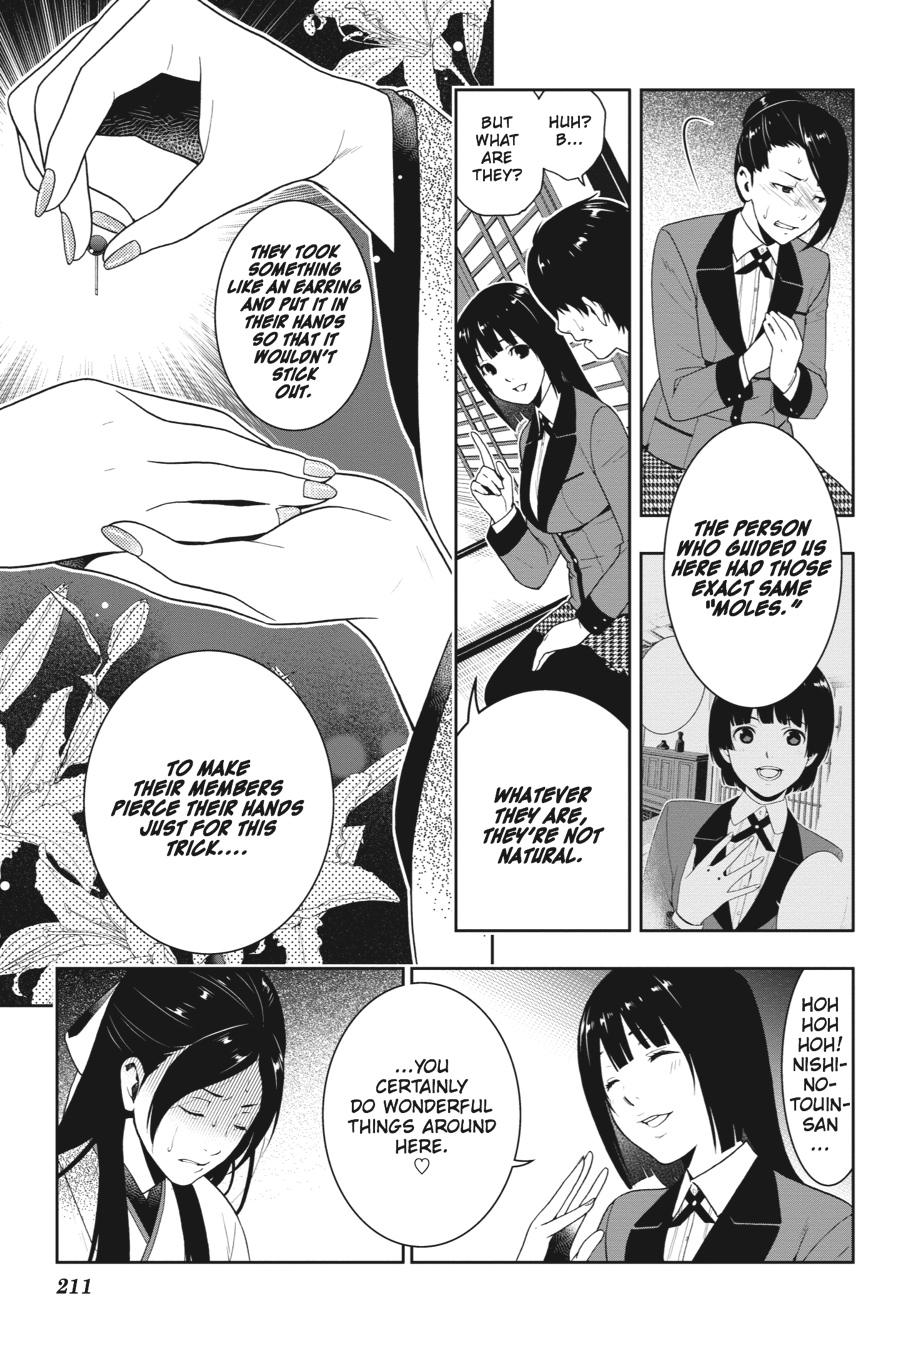 THE PERSON
WHO GUIDED US
HERE HAD THOSE
EXACT SAME
"MOLES."
HUH?
B...
BUT
WHAT
ARE
THEY?
WHATEVER
THEY ARE,
THEY'RE NOT
NATURAL.
THEY TOOK
SOMETHING
LIKE AN EARRING
AND PUT IT IN
THEIR HANDS
SO THAT IT
WOULDN'T
STICK
OUT.
TO MAKE
THEIR MEMBERS
PIERCE THEIR HANDS
JUST FOR THIS
TRICK....
HOH
HOH
HOH!
NISHI-
NO-
TOUIN-
SAN
...
...YOU
CERTAINLY
DO WONDERFUL
THINGS AROUND
HERE.
♡
211